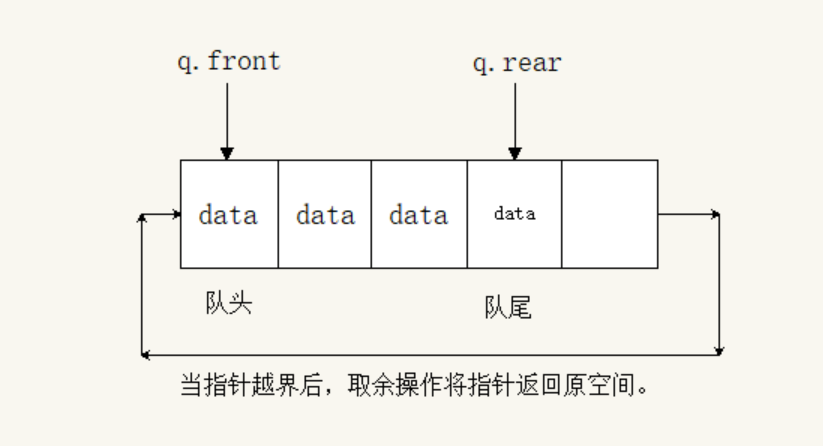 q. front q. rear
data data data data
队头 队尾
当指针越界后，取余操作将指针返回原空间。